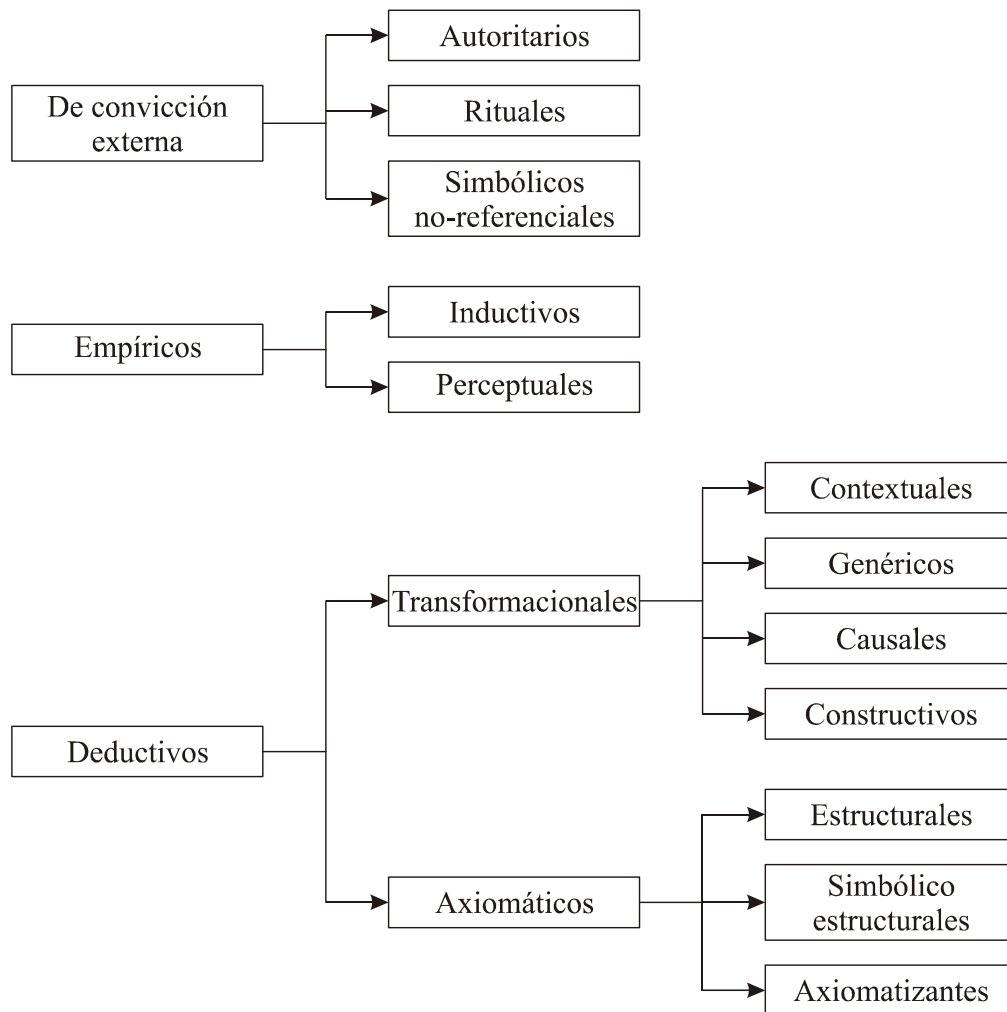 Autoritarios
De convicción
externa
Rituales
Simbólicos
no-referenciales
Empíricos
Inductivos
Perceptuales
Deductivos
Transformacionales
Contextuales
Genéricos
Causales
Constructivos
Axiomáticos
Estructurales
Simbólico
estructurales
Axiomatizantes